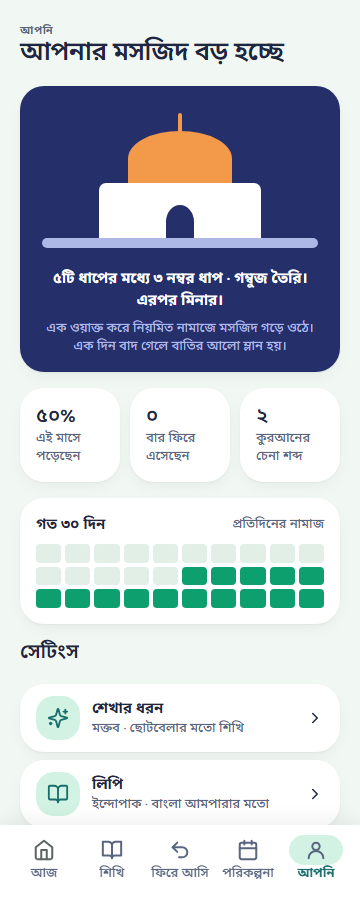 আপনি
আপনার মসজিদ বড় হচ্ছে
৫টি ধাপের মধ্যে ৩ নম্বর ধাপ · গম্বুজ তৈরি।
এরপর মিনার।
এক ওয়াক্ত করে নিয়মিত নামাজে মসজিদ গড়ে ওঠে।
এক দিন বাদ গেলে বাতির আলো ম্লান হয়।
৫০%
এই মাসে
পড়েছেন
০
বার ফিরে
এসেছেন
২
কুরআনের
চেনা শব্দ
গত ৩০ দিন
প্রতিদিনের নামাজ
সেটিংস
শেখার ধরন
মক্তব · ছোটবেলার মতো শিখি
লিপি
ইন্দোপাক · বাংলা আমপারার মতো
আজ
শিখি
ফিরে আসি
পরিকল্পনা
আপনি